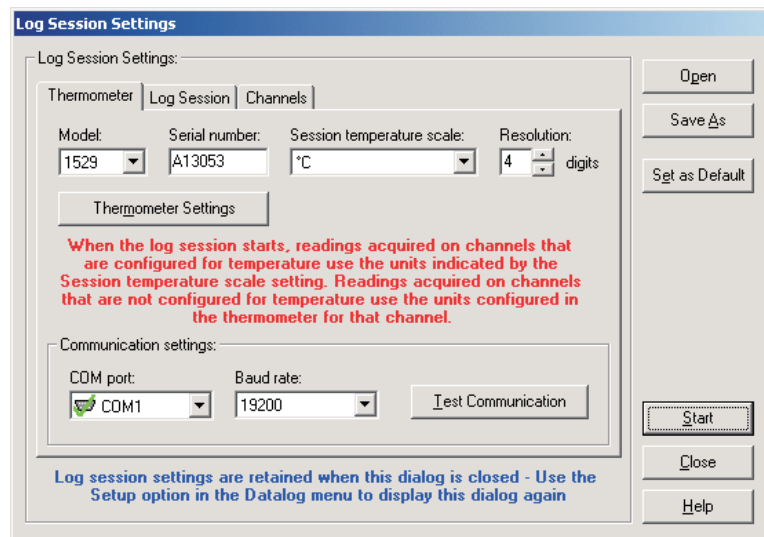 Log Session Settings
Log Session Settings:
Thermometer Log Session Channels
Model: Serial number: Session temperature scale: Resolution:
1529 A13053 °C 4 digits
Thermometer Settings
When the log session starts, readings acquired on channels that
are configured for temperature use the units indicated by the
Session temperature scale setting. Readings acquired on channels
that are not configured for temperature use the units configured in
the thermometer for that channel.
Communication settings:
COM port: Baud rate:
COM1 19200 Test Communication
Log session settings are retained when this dialog is closed - Use the
Setup option in the Datalog menu to display this dialog again
Open
Save As
Set as Default
Start
Close
Help